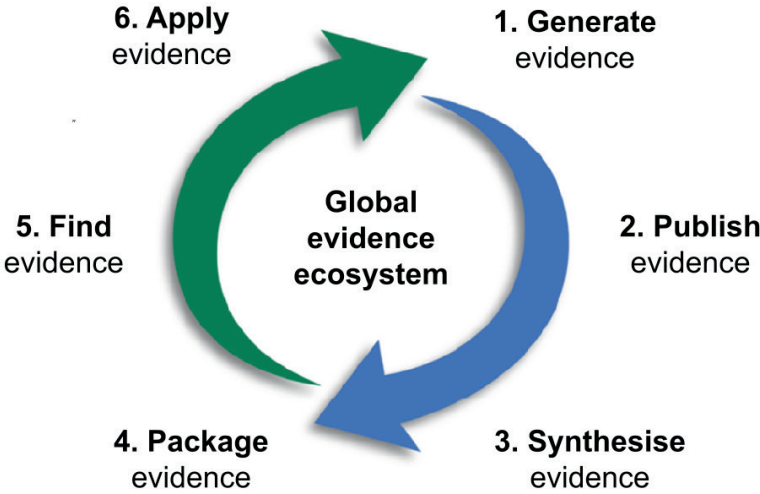 6. Apply
evidence
1. Generate
evidence
5. Find
evidence
Global
evidence
ecosystem
2. Publish
evidence
4. Package
evidence
3. Synthesise
evidence